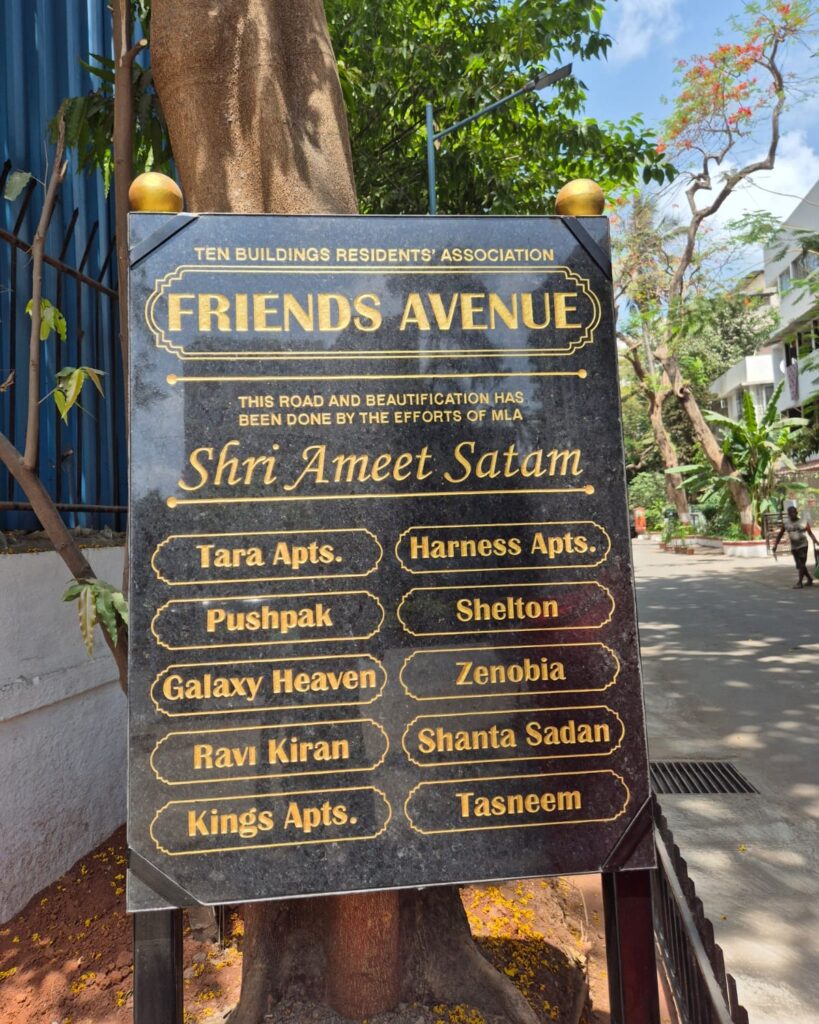 TEN BUILDINGS RESIDENTS' ASSOCIATION
FRIENDS AVENUE
THIS ROAD AND BEAUTIFICATION HAS
BEEN DONE BY THE EFFORTS OF MLA
Shri Ameet Satam
Tara Apts.
Harness Apts.
Pushpak
Shelton
Galaxy Heaven
Zenobia
Ravi Kiran
Shanta Sadan
Kings Apts.
Tasneem